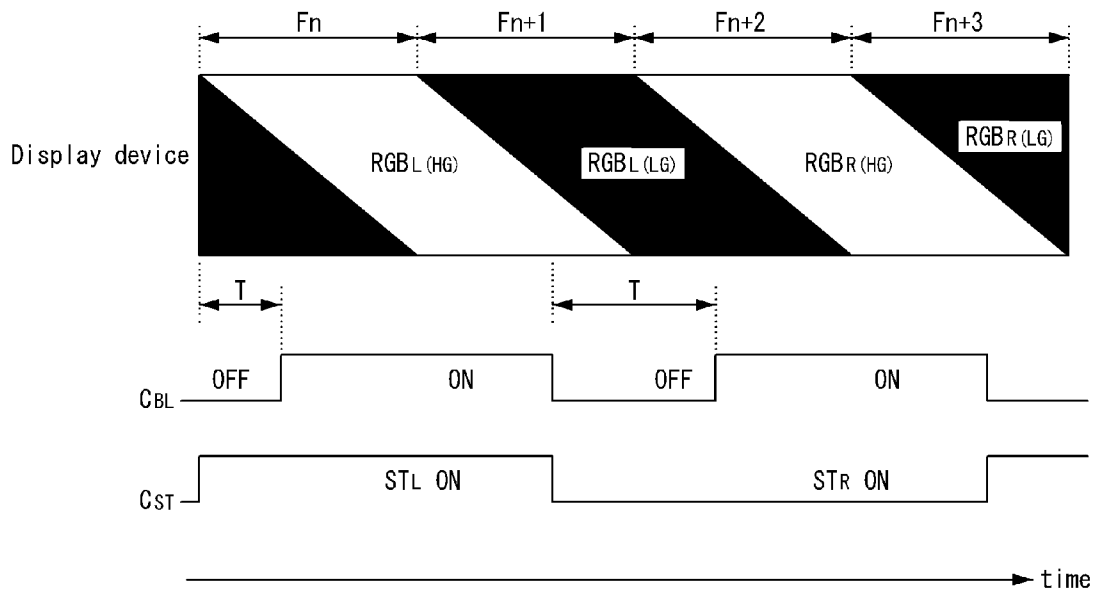 Fn Fn+1 Fn+2 Fn+3
Display device
RGBL(HG) RGBL(LG) RGBR(HG) RGBR(LG)
T T
CBL OFF ON OFF ON
CST STL ON STR ON
time